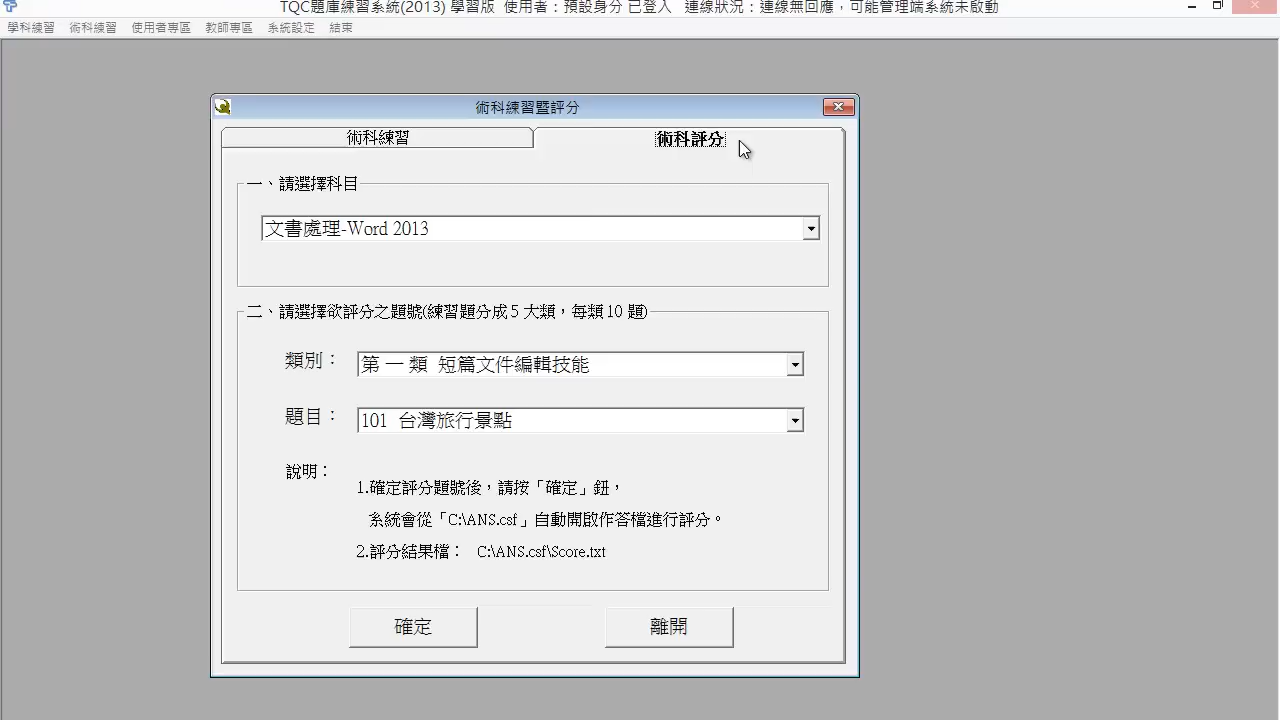 TQC題庫練習系統(2013) 學習版 使用者：預設身分 已登入 連線狀況：連線無回應，可能管理端系統未啟動
學科練習 術科練習 使用者專區 教師專區 系統設定 結束
術科練習暨評分
術科練習 術科評分
一、請選擇科目
文書處理-Word 2013
二、請選擇欲評分之題號(練習題分成 5 大類，每類 10 題)
類別： 第 一 類 短篇文件編輯技能
題目： 101 台灣旅行景點
說明：
1.確定評分題號後，請按「確定」鈕，
系統會從「C:\ANS.csf」自動開啟作答檔進行評分。
2.評分結果檔： C:\ANS.csf\Score.txt
確定 離開